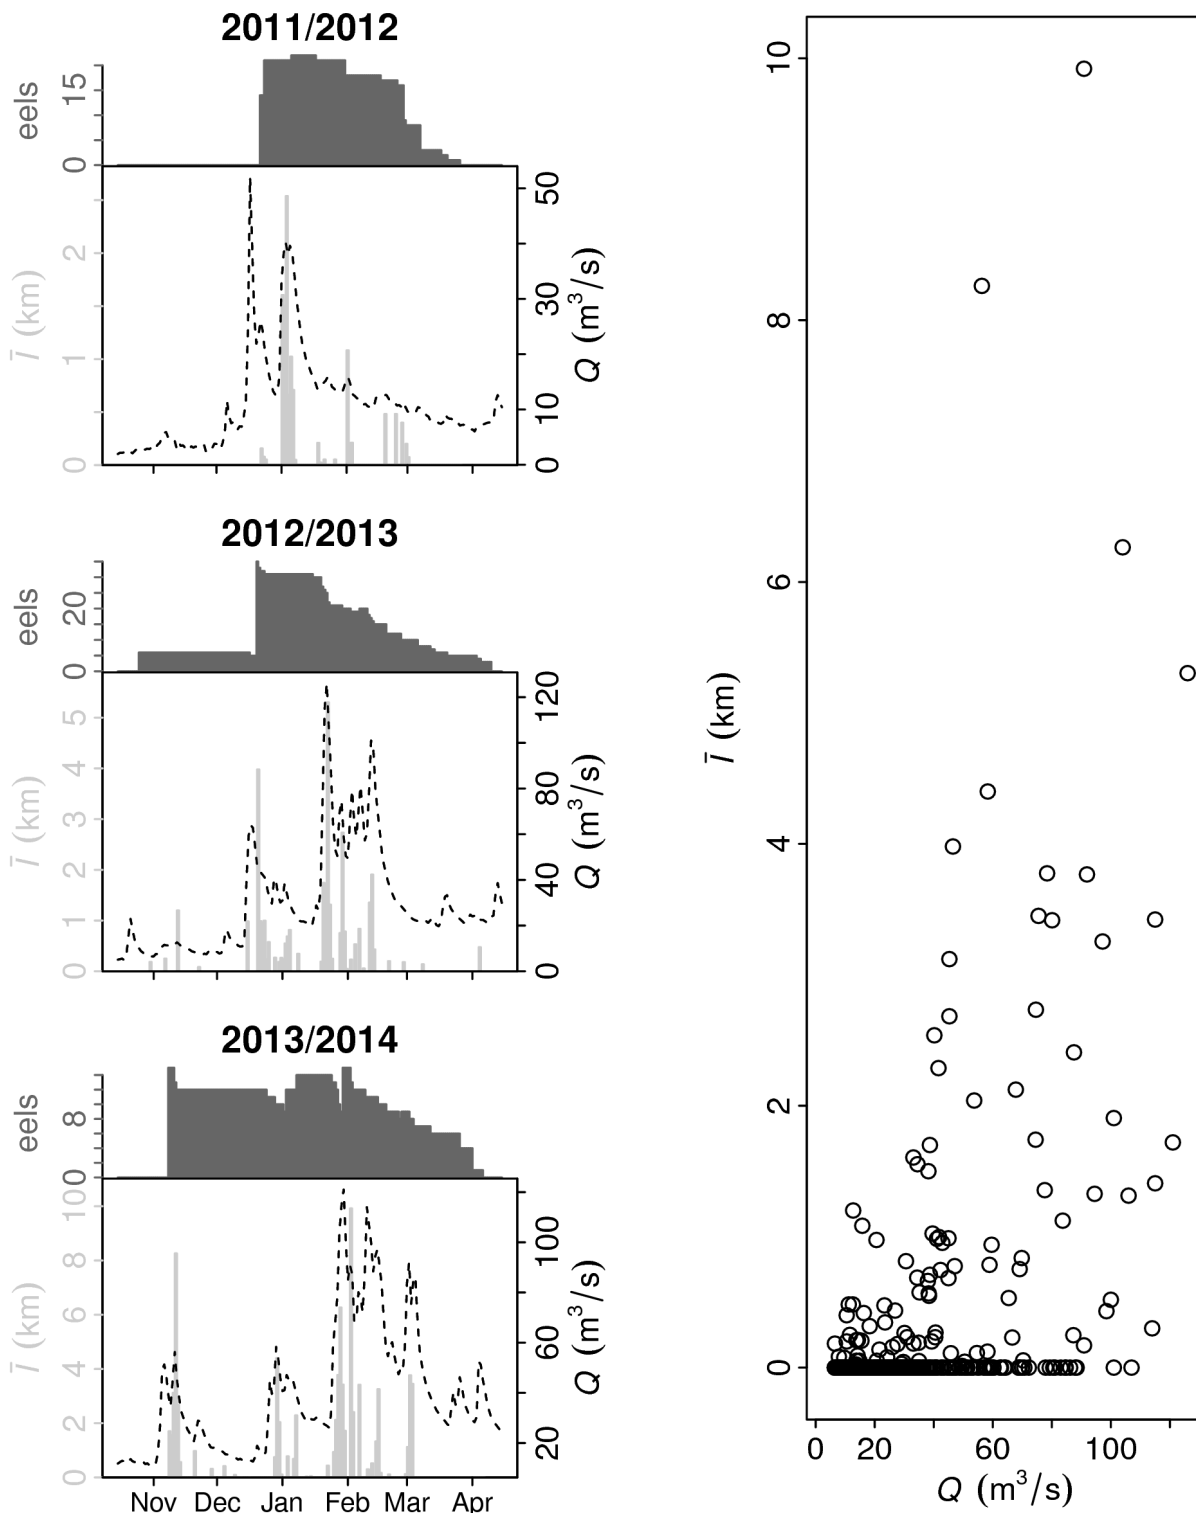 2011/2012
eels
0 15
l̄ (km)
0 1 2
Q (m³/s)
0 10 30 50
2012/2013
eels
0 20
l̄ (km)
0 1 2 3 4 5
Q (m³/s)
0 40 80 120
2013/2014
eels
0 8
l̄ (km)
0 2 4 6 8 10
Q (m³/s)
20 60 100
Nov Dec Jan Feb Mar Apr
l̄ (km)
0 2 4 6 8 10
0 20 60 100
Q (m³/s)